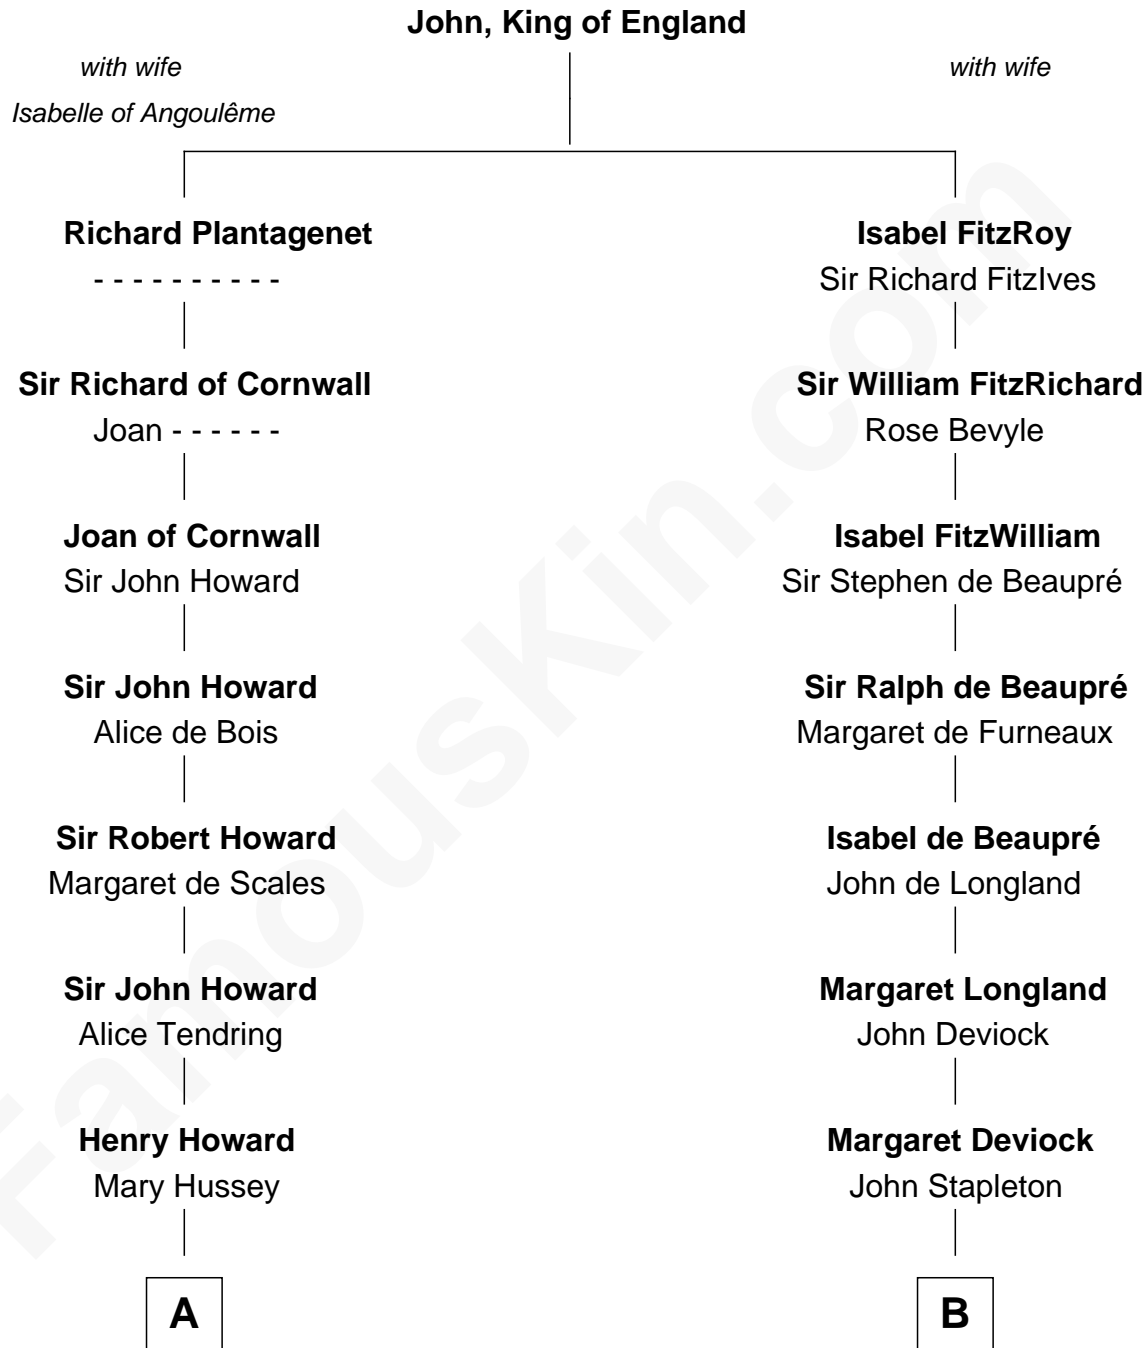 John, King of England
with wife
Isabelle of Angoulême
with wife
Richard Plantagenet
- - - - - - - - - -
Isabel FitzRoy
Sir Richard FitzIves
Sir Richard of Cornwall
Joan - - - - - -
Sir William FitzRichard
Rose Bevyle
Joan of Cornwall
Sir John Howard
Isabel FitzWilliam
Sir Stephen de Beaupré
Sir John Howard
Alice de Bois
Sir Ralph de Beaupré
Margaret de Furneaux
Sir Robert Howard
Margaret de Scales
Isabel de Beaupré
John de Longland
Sir John Howard
Alice Tendring
Margaret Longland
John Deviock
Henry Howard
Mary Hussey
Margaret Deviock
John Stapleton
A
B
FamousKin.com